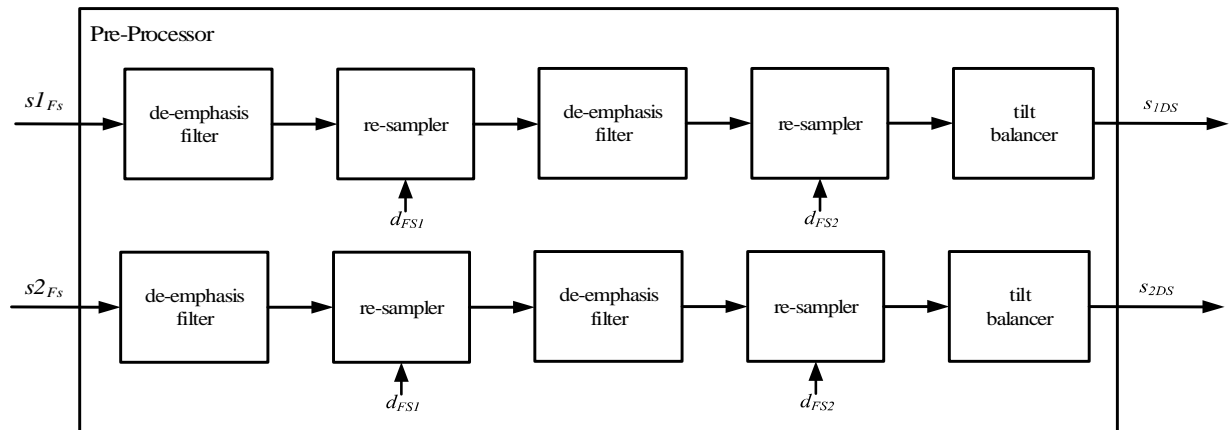 Pre-Processor
s1Fs
de-emphasis
filter
re-sampler
de-emphasis
filter
re-sampler
tilt
balancer
s1DS
dFS1
dFS2
s2Fs
de-emphasis
filter
re-sampler
de-emphasis
filter
re-sampler
tilt
balancer
s2DS
dFS1
dFS2